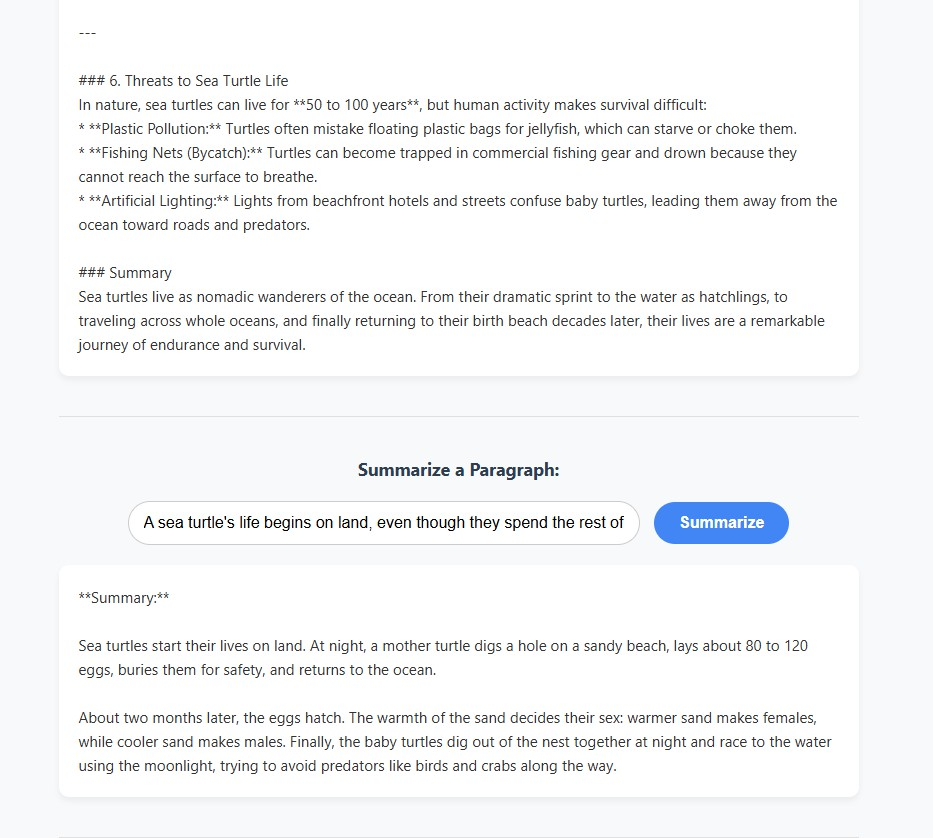 ---
### 6. Threats to Sea Turtle Life
In nature, sea turtles can live for **50 to 100 years**, but human activity makes survival difficult:
* **Plastic Pollution:** Turtles often mistake floating plastic bags for jellyfish, which can starve or choke them.
* **Fishing Nets (Bycatch):** Turtles can become trapped in commercial fishing gear and drown because they
cannot reach the surface to breathe.
* **Artificial Lighting:** Lights from beachfront hotels and streets confuse baby turtles, leading them away from the
ocean toward roads and predators.
### Summary
Sea turtles live as nomadic wanderers of the ocean. From their dramatic sprint to the water as hatchlings, to
traveling across whole oceans, and finally returning to their birth beach decades later, their lives are a remarkable
journey of endurance and survival.
Summarize a Paragraph:
A sea turtle's life begins on land, even though they spend the rest of
Summarize
**Summary:**
Sea turtles start their lives on land. At night, a mother turtle digs a hole on a sandy beach, lays about 80 to 120
eggs, buries them for safety, and returns to the ocean.
About two months later, the eggs hatch. The warmth of the sand decides their sex: warmer sand makes females,
while cooler sand makes males. Finally, the baby turtles dig out of the nest together at night and race to the water
using the moonlight, trying to avoid predators like birds and crabs along the way.